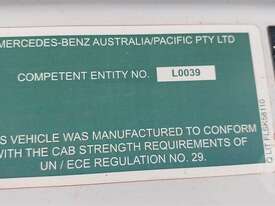 MERCEDES-BENZ AUSTRALIA/PACIFIC PTY LTD
COMPETENT ENTITY NO. L0039
S VEHICLE WAS MANUFACTURED TO CONFORM
WITH THE CAB STRENGTH REQUIREMENTS OF
UN / ECE REGULATION NO. 29.